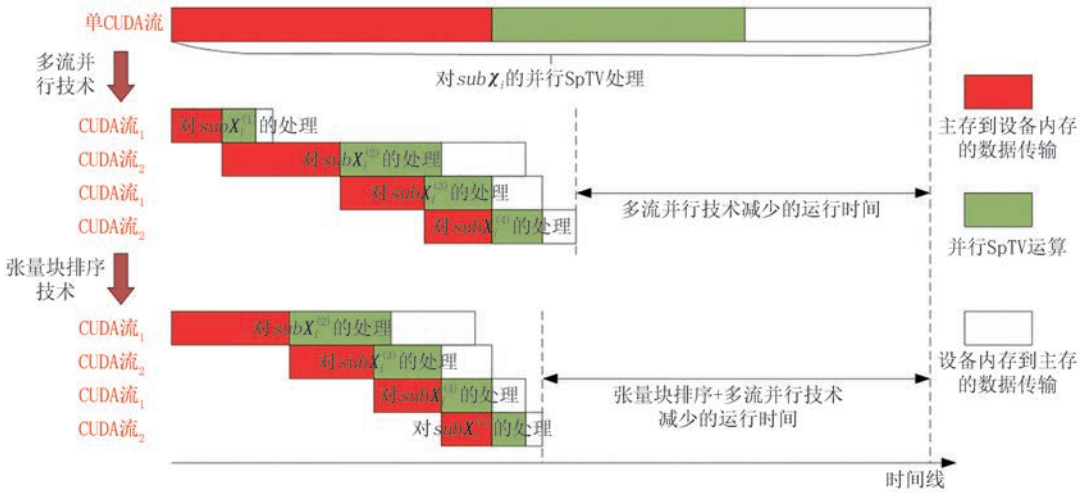 单CUDA流
对subχi的并行SpTV处理
多流并
行技术
CUDA流1
对subXi(1)的处理
CUDA流2
对subXi(2)的处理
CUDA流1
对subXi(3)的处理
CUDA流2
对subXi(4)的处理
多流并行技术减少的运行时间
张量块排序
技术
CUDA流1
对subXi(2)的处理
CUDA流2
对subXi(3)的处理
CUDA流1
对subXi(4)的处理
CUDA流2
对subXi的处理
张量块排序+多流并行技术
减少的运行时间
时间线
主存到设备内存
的数据传输
并行SpTV运算
设备内存到主存
的数据传输